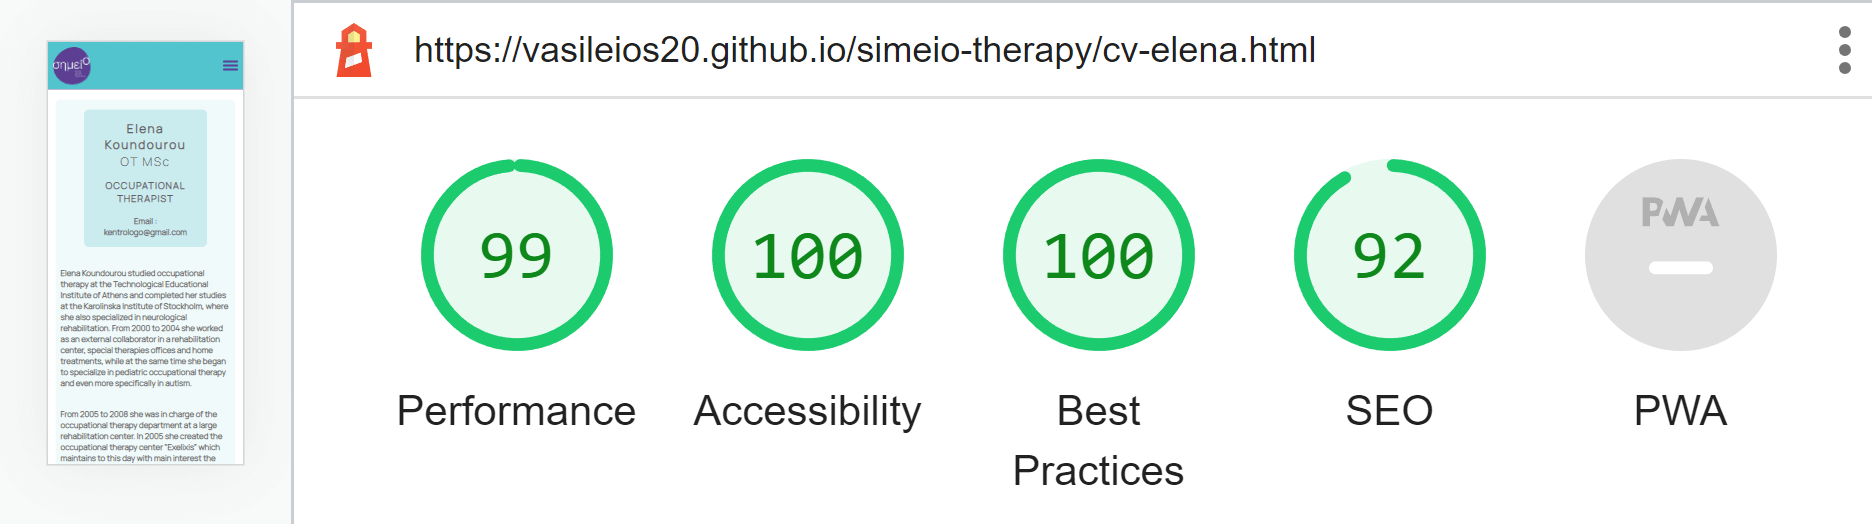 σημείο
Elena
Koundourou
OT MSc
OCCUPATIONAL
THERAPIST
Email :
kentrologo@gmail.com
Elena Koundourou studied occupational
therapy at the Technological Educational
Institute of Athens and completed her studies
at the Karolinska Institute of Stockholm, where
she also specialized in neurological
rehabilitation. From 2000 to 2004 she worked
as an external collaborator in a rehabilitation
center, special therapies offices and home
treatments, while at the same time she began
to specialize in pediatric occupational therapy
and even more specifically in autism.
From 2005 to 2008 she was in charge of the
occupational therapy department at a large
rehabilitation center. In 2005 she created the
occupational therapy center "Exelixis" which
maintains to this day with main interest the
https://vasileios20.github.io/simeio-therapy/cv-elena.html
99
100
100
92
PWA
Performance
Accessibility
Best
Practices
SEO
PWA